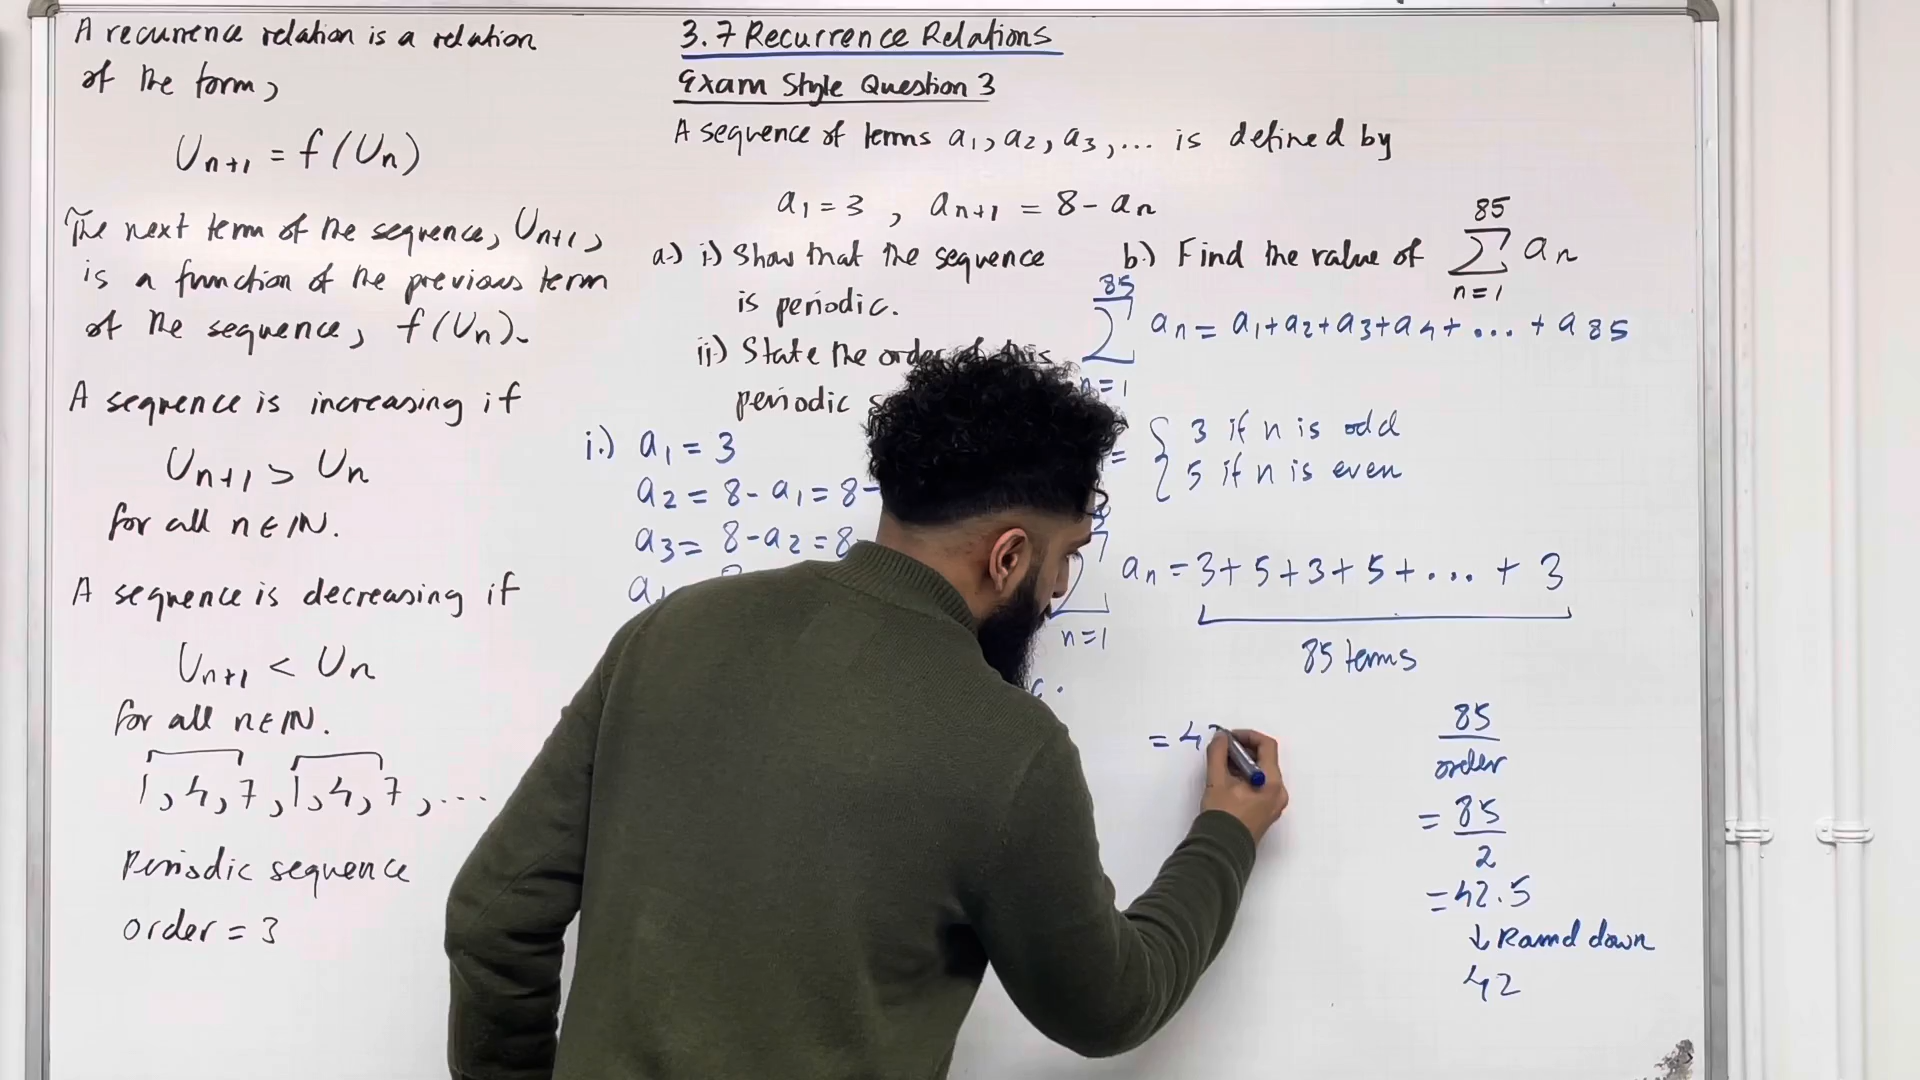 A recurrence relation is a relation
of the form,
Un+1 = f(Un)
The next term of the sequence, Un+1,
is a function of the previous term
of the sequence, f(Un).
A sequence is increasing if
Un+1 > Un
for all n∈ℕ.
A sequence is decreasing if
Un+1 < Un
for all n∈ℕ.
1, 4, 7, 1, 4, 7, ...
Periodic sequence
order = 3
3.7 Recurrence Relations
Exam Style Question 3
A sequence of terms a1, a2, a3, ... is defined by
a1 = 3 , an+1 = 8 - an
a.) i.) Show that the sequence
is periodic.
ii.) State the order of this
periodic
i.) a1 = 3
a2 = 8 - a1 = 8 -
a3 = 8 - a2 = 8
b.) Find the value of 85 Σ n=1 an
85 Σ n=1 an = a1 + a2 + a3 + a4 + ... + a85
= { 3 if n is odd
5 if n is even
Σ n=1 an = 3 + 5 + 3 + 5 + ... + 3
85 terms
= 4
85
order
= 85
2
= 42.5
↓ Round down
42